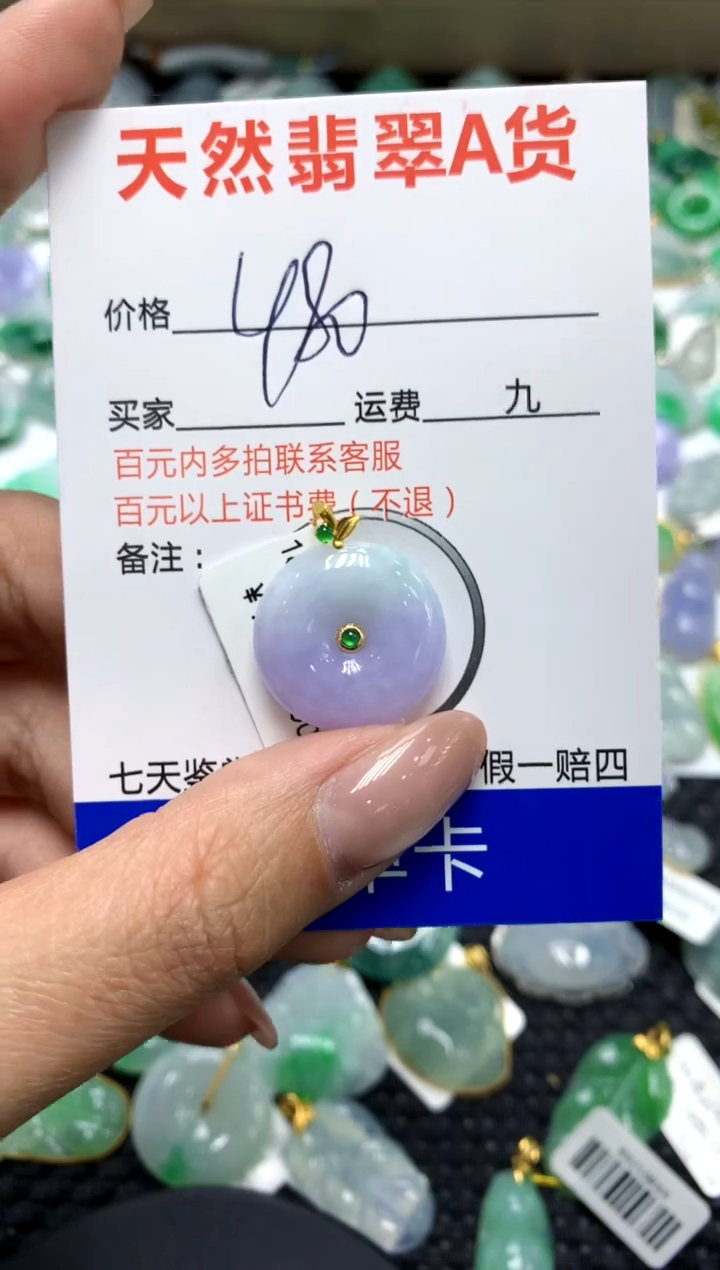 天然翡翠A货
价格 480
买家 运费 九
百元内多拍联系客服
百元以上证书费（不退）
备注：
七天鉴 假一赔四
卡